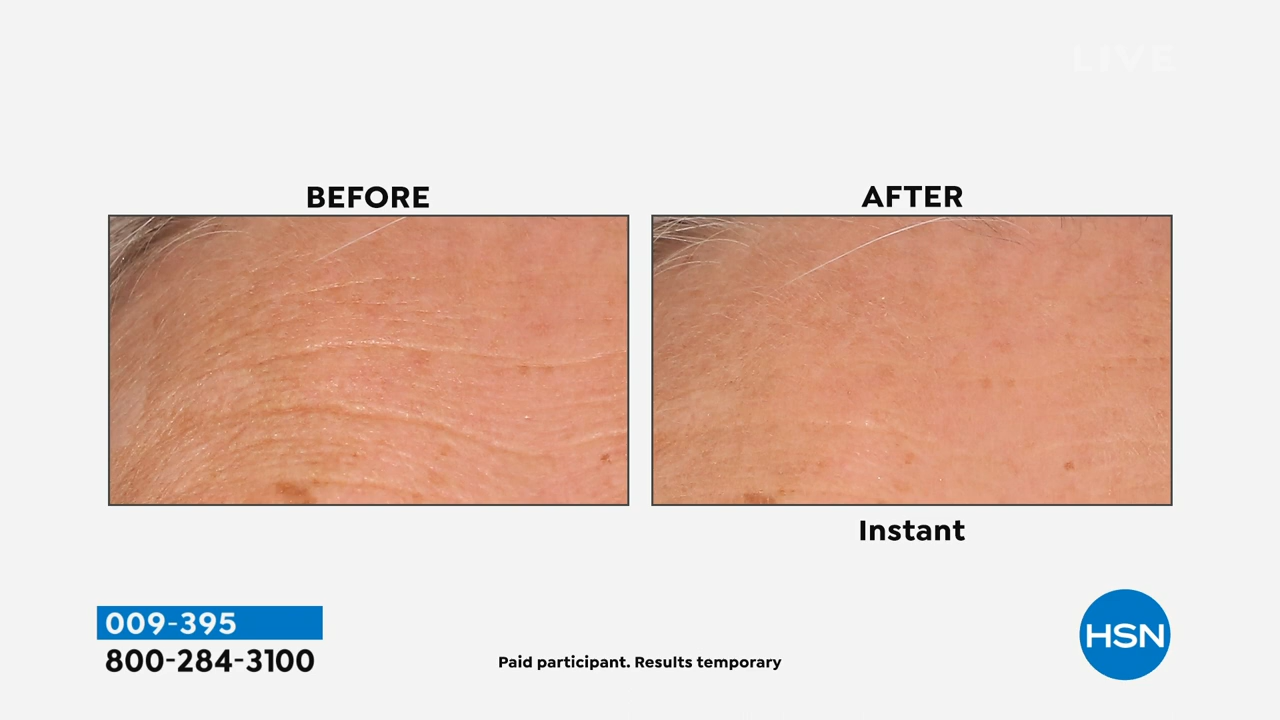 LIVE
BEFORE
AFTER
Instant
009-395
800-284-3100
Paid participant. Results temporary
HSN